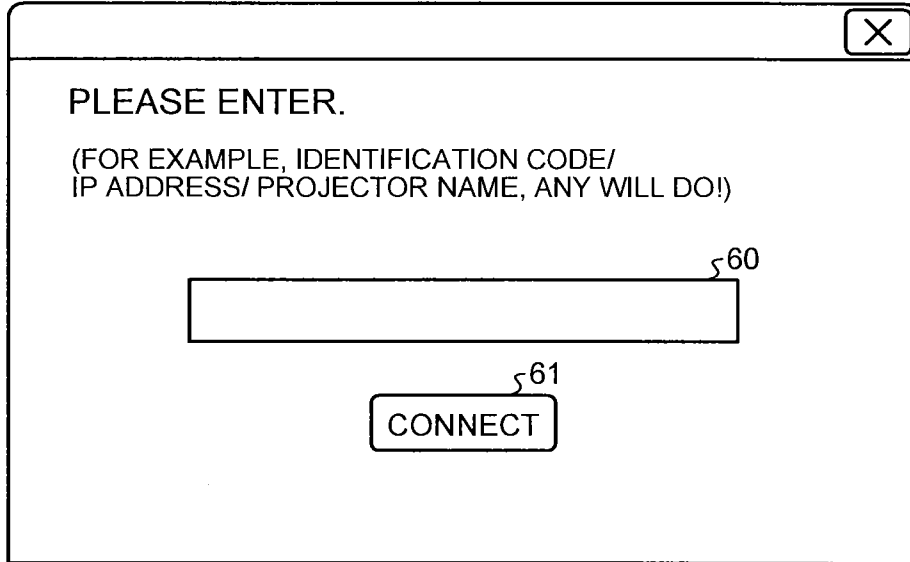 PLEASE ENTER.
(FOR EXAMPLE, IDENTIFICATION CODE/
IP ADDRESS/ PROJECTOR NAME, ANY WILL DO!)
60
61
CONNECT